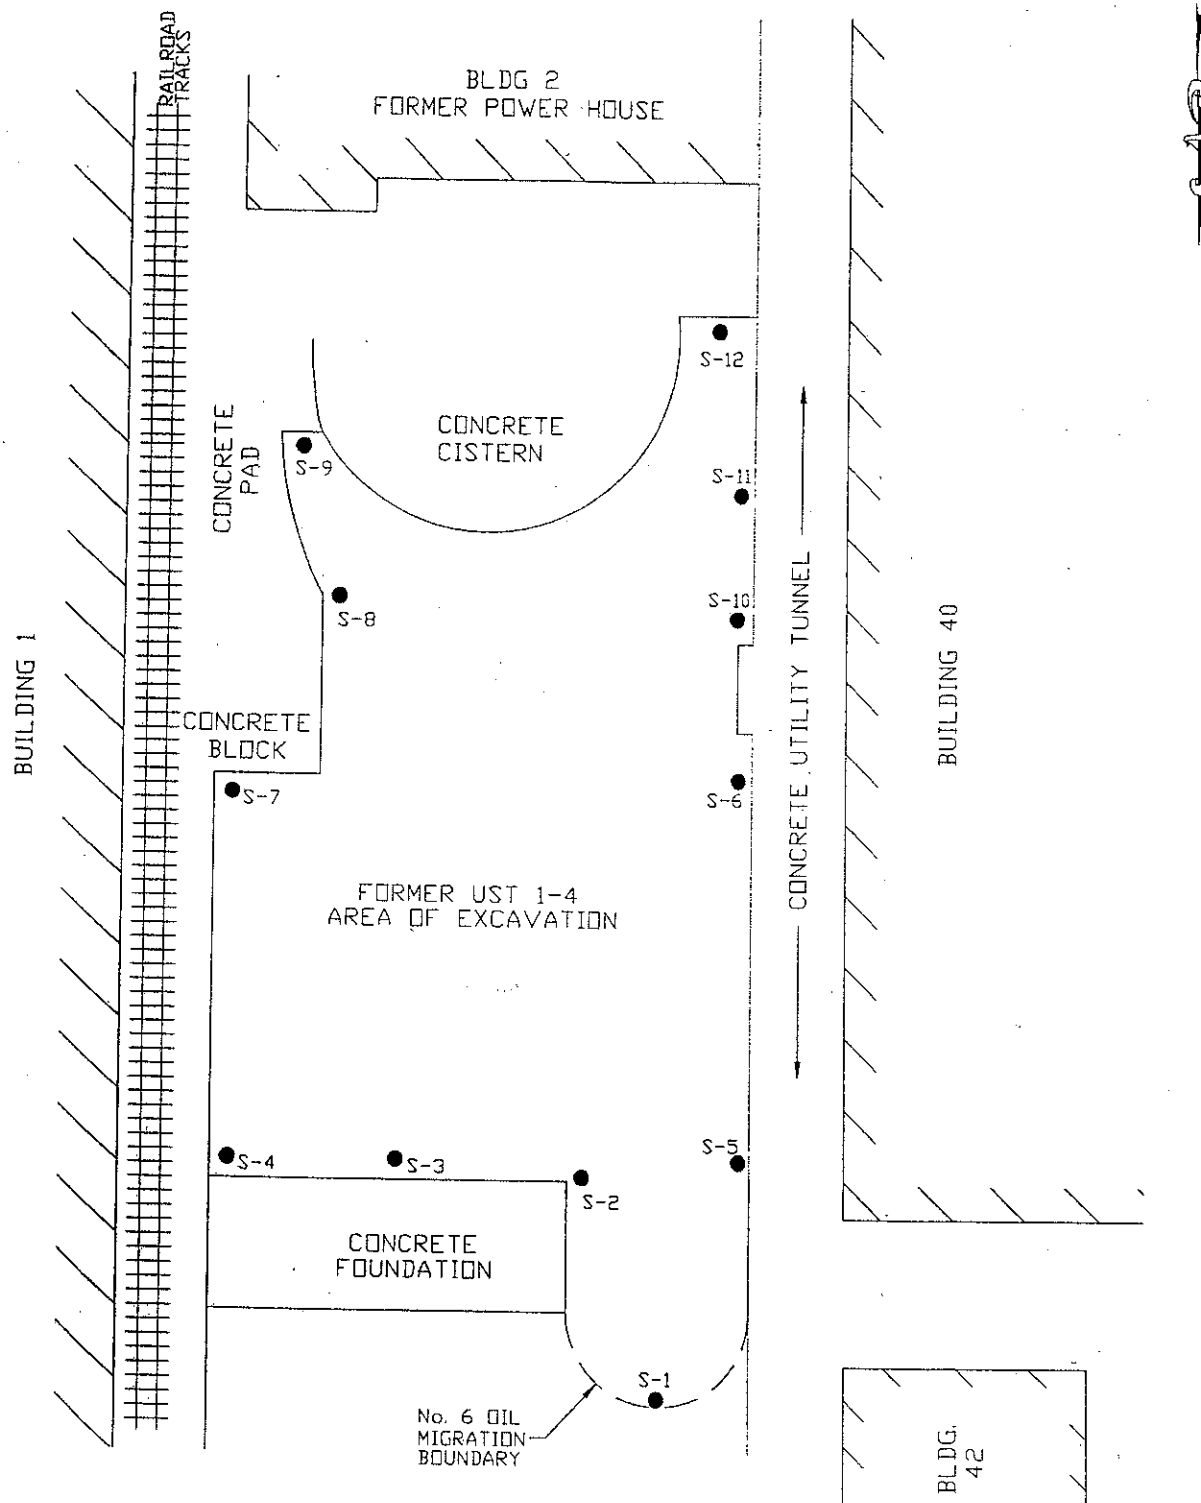 RAILROAD
TRACKS
BLDG 2
FORMER POWER HOUSE
S-12
CONCRETE
CISTERN
CONCRETE
PAD
S-9
S-11
S-8
S-10
CONCRETE UTILITY TUNNEL
BUILDING 40
BUILDING 1
CONCRETE
BLOCK
S-7
S-6
FORMER UST 1-4
AREA OF EXCAVATION
S-4
S-3
S-2
S-5
CONCRETE
FOUNDATION
S-1
No. 6 OIL
MIGRATION
BOUNDARY
BLDG.
42